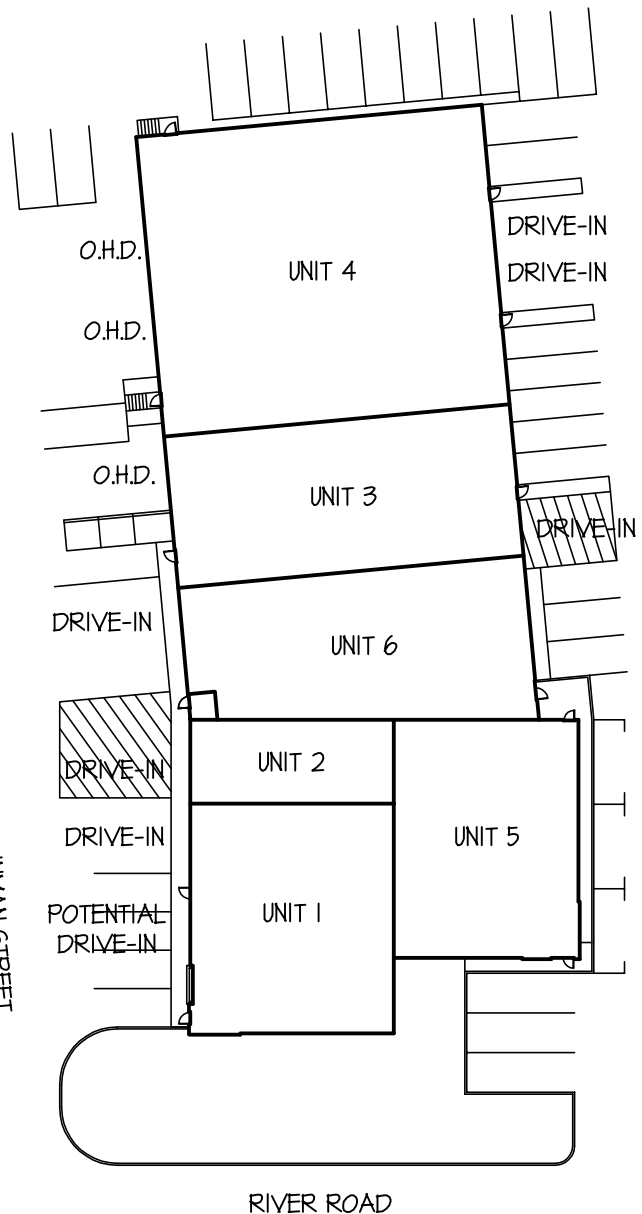 DRIVE-IN
O.H.D.
DRIVE-IN
UNIT 4
O.H.D.
O.H.D.
UNIT 3
DRIVE-IN
DRIVE-IN
UNIT 6
DRIVE-IN
UNIT 2
DRIVE-IN
UNIT 5
POTENTIAL
DRIVE-IN
UNIT 1
STREET
RIVER ROAD